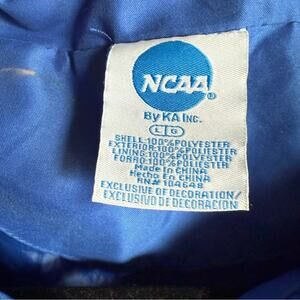 NCAA®
By KA Inc.
L G
SHELL:100%POLYESTER
EXTERIOR:100%POLYESTER
LINING:100%POLYESTER
FORRO:100%POLYESTER
Made In CHINA
Hecho En CHINA
RN# 104648
EXCLUSIVE OF DECORATION/
EXCLUSIVO DE DECORACION